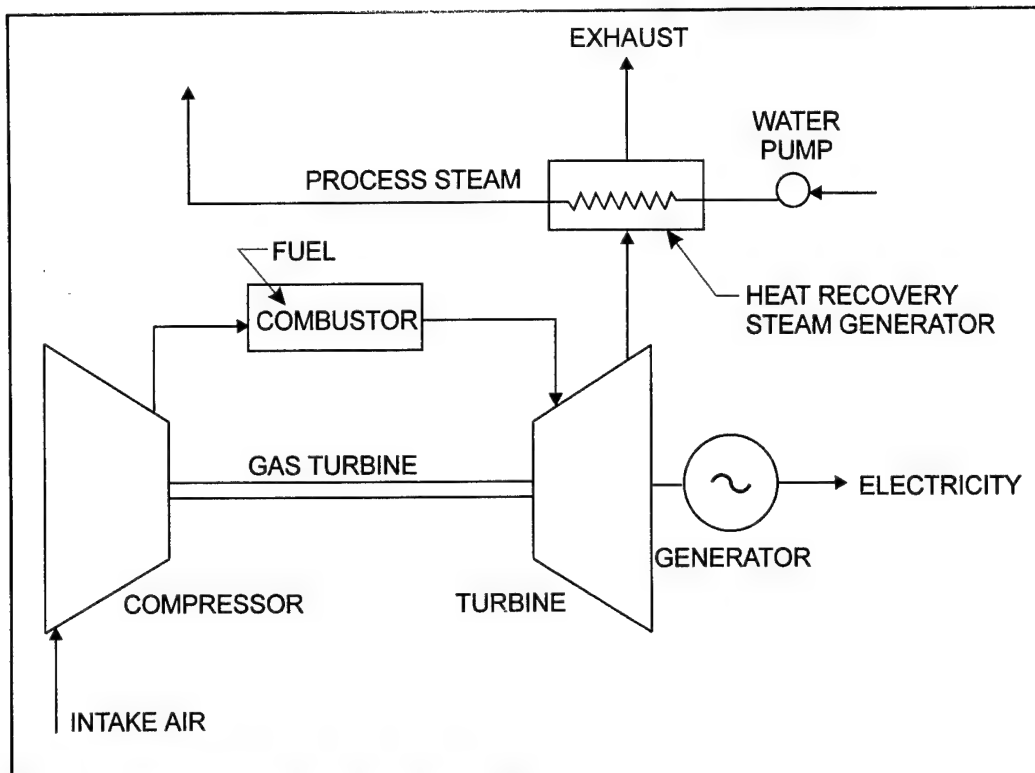 EXHAUST
WATER
PUMP
PROCESS STEAM
FUEL
COMBUSTOR
HEAT RECOVERY
STEAM GENERATOR
GAS TURBINE
ELECTRICITY
GENERATOR
COMPRESSOR
TURBINE
INTAKE AIR